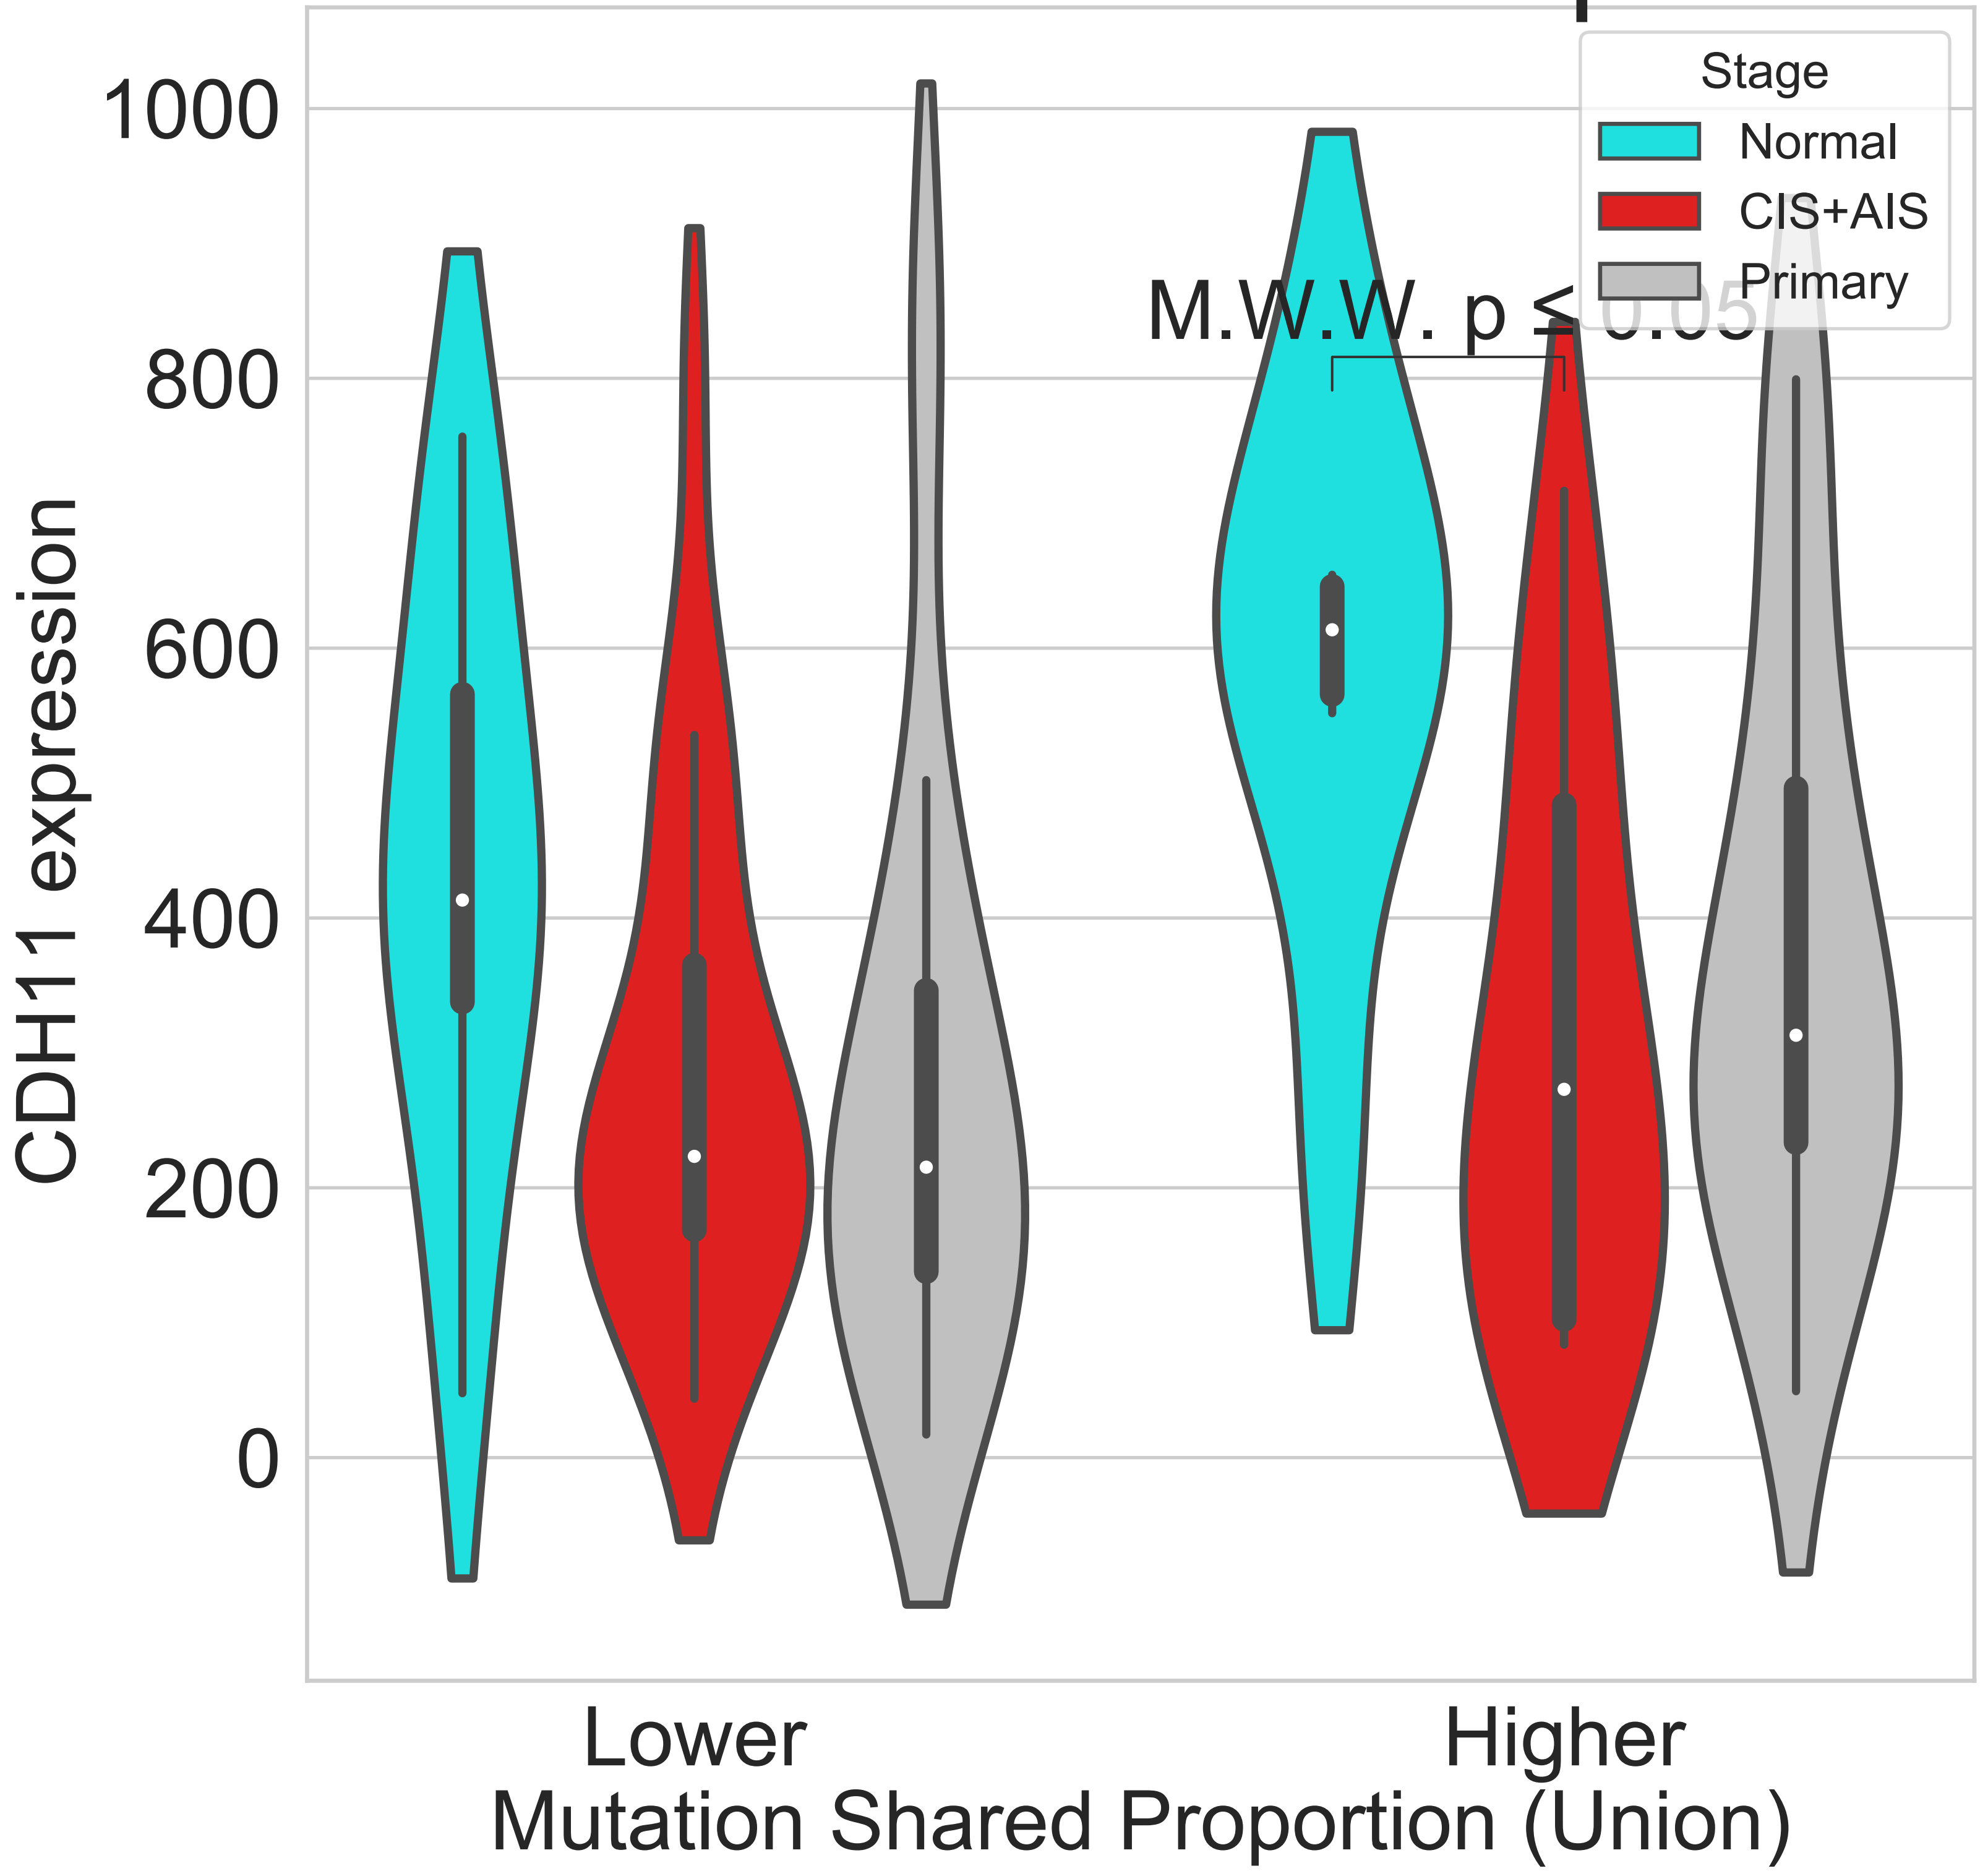 Stage
Normal
CIS+AIS
Primary
M.W.W. p ≤ 0.05
1000
800
600
400
200
0
CDH11 expression
Lower
Higher
Mutation Shared Proportion (Union)